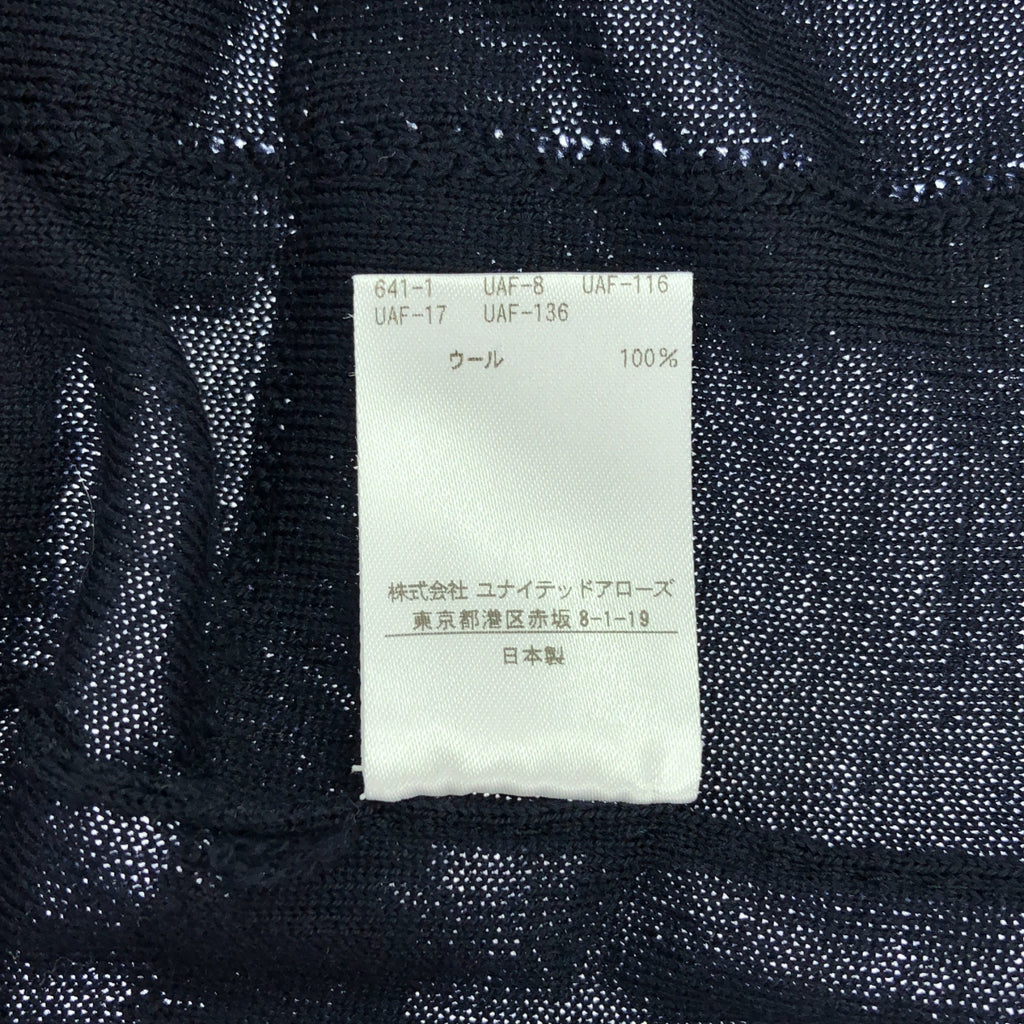 641-1 UAF-8 UAF-116
UAF-17 UAF-136
ウール 100%
株式会社 ユナイテッドアローズ
東京都港区赤坂 8-1-19
日本製